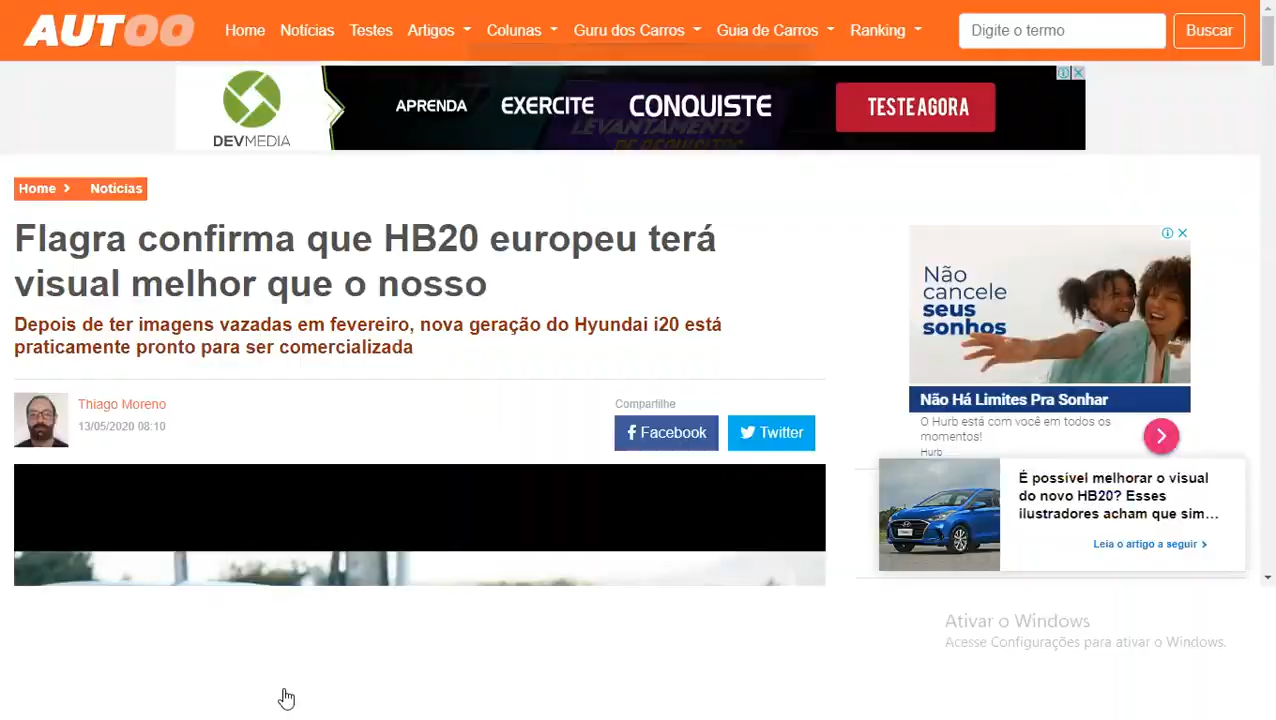 AUTOO
Home
Notícias
Testes
Artigos
Colunas
Guru dos Carros
Guia de Carros
Ranking
Digite o termo
Buscar
DEVMEDIA
APRENDA
EXERCITE
CONQUISTE
TESTE AGORA
LEVANTAMENTO
DE REQUISITOS
Home
Notícias
Flagra confirma que HB20 europeu terá
visual melhor que o nosso
Depois de ter imagens vazadas em fevereiro, nova geração do Hyundai i20 está
praticamente pronto para ser comercializada
Thiago Moreno
13/05/2020 08:10
Compartilhe
Facebook
Twitter
Não
cancele
seus
sonhos
Não Há Limites Pra Sonhar
O Hurb está com você em todos os
momentos!
Hurb
É possível melhorar o visual
do novo HB20? Esses
ilustradores acham que sim...
Leia o artigo a seguir
Ativar o Windows
Acesse Configurações para ativar o Windows.